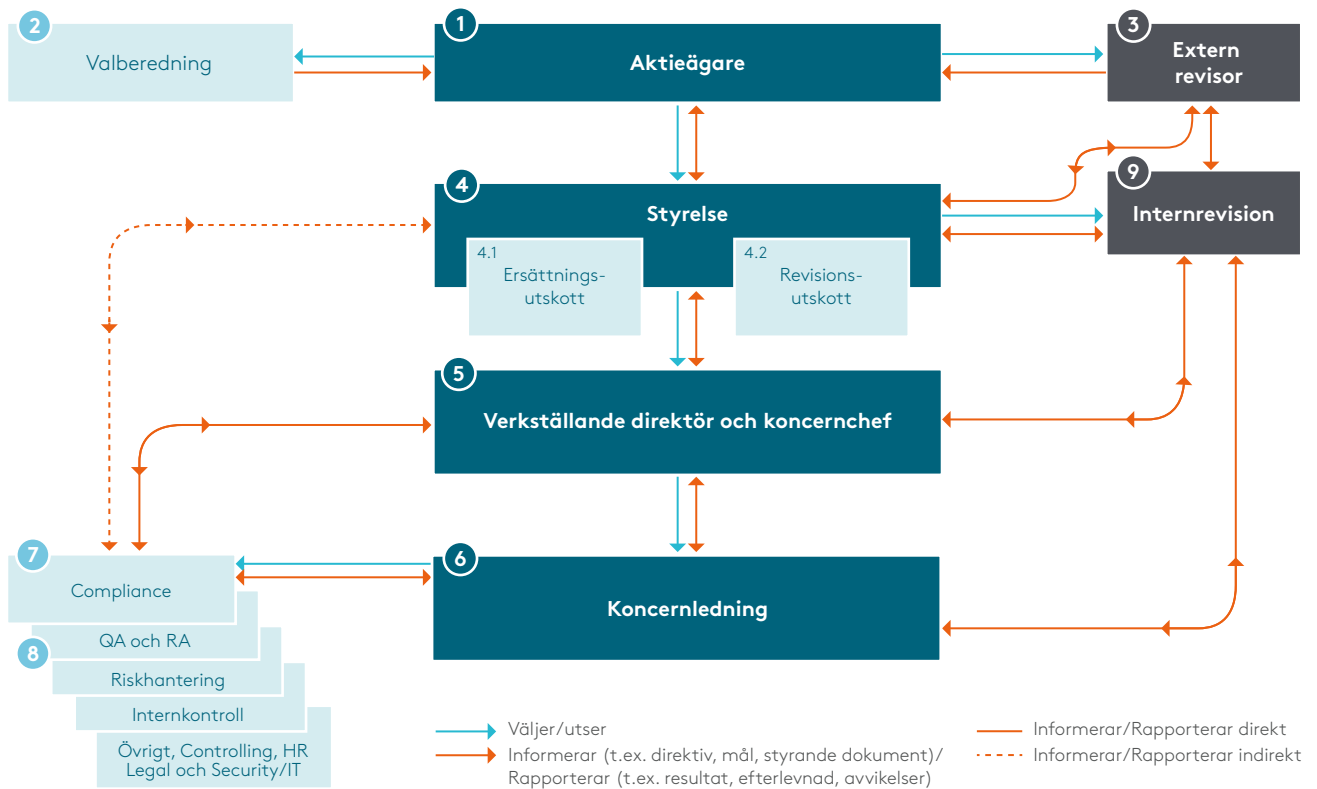 2
Valberedning
1
Aktieägare
3
Extern
revisor
4
Styrelse
4.1
Ersättnings-
utskott
4.2
Revisions-
utskott
9
Internrevision
5
Verkställande direktör och koncernchef
7
Compliance
6
Koncernledning
QA och RA
8
Riskhantering
Internkontroll
Övrigt, Controlling, HR
Legal och Security/IT
Väljer/utser
Informerar (t.ex. direktiv, mål, styrande dokument)/
Rapporterar (t.ex. resultat, efterlevnad, avvikelser)
Informerar/Rapporterar direkt
Informerar/Rapporterar indirekt